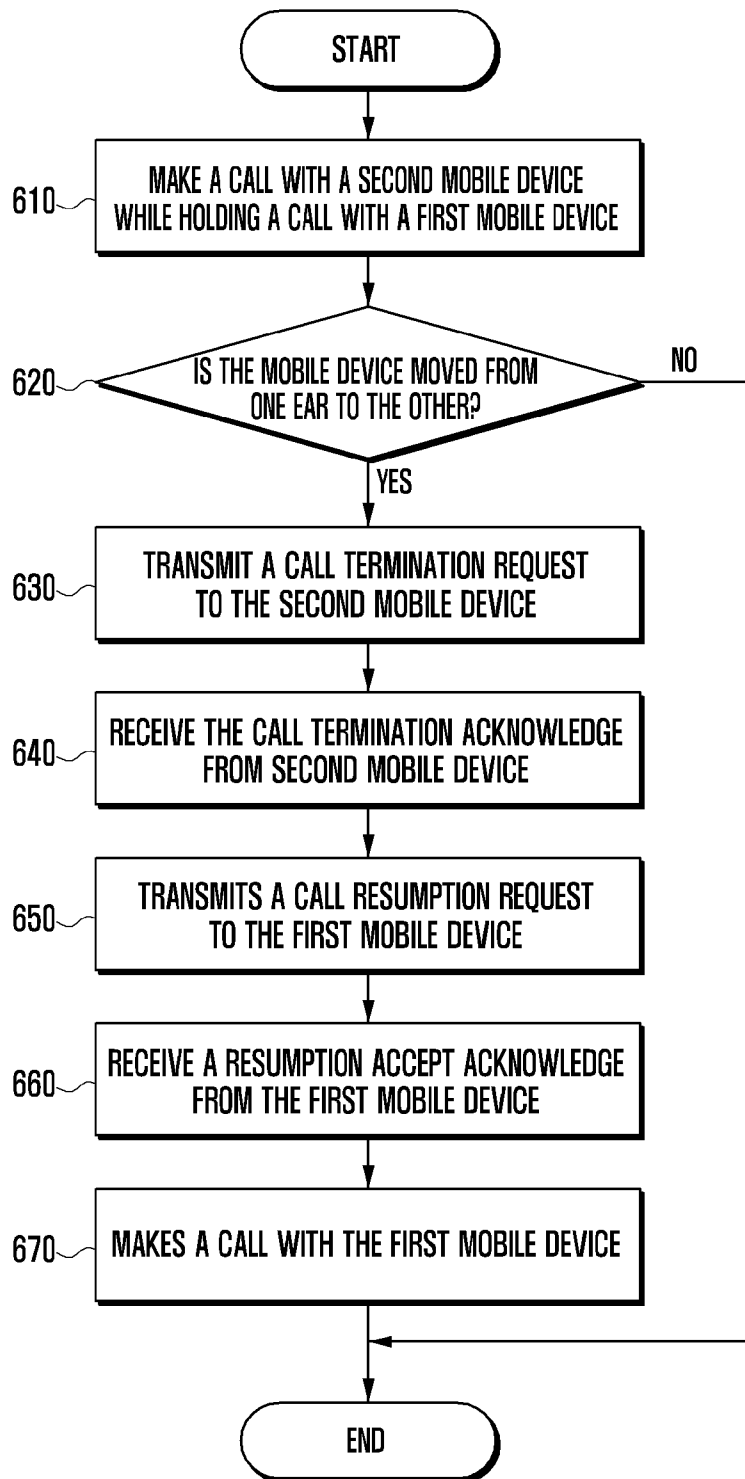 START
610
MAKE A CALL WITH A SECOND MOBILE DEVICE
WHILE HOLDING A CALL WITH A FIRST MOBILE DEVICE
620
IS THE MOBILE DEVICE MOVED FROM
ONE EAR TO THE OTHER?
NO
YES
630
TRANSMIT A CALL TERMINATION REQUEST
TO THE SECOND MOBILE DEVICE
640
RECEIVE THE CALL TERMINATION ACKNOWLEDGE
FROM SECOND MOBILE DEVICE
650
TRANSMITS A CALL RESUMPTION REQUEST
TO THE FIRST MOBILE DEVICE
660
RECEIVE A RESUMPTION ACCEPT ACKNOWLEDGE
FROM THE FIRST MOBILE DEVICE
670
MAKES A CALL WITH THE FIRST MOBILE DEVICE
END